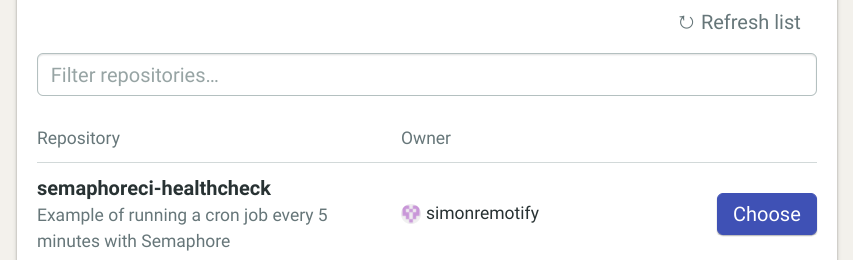 Refresh list
Filter repositories...
Repository Owner
semaphoreci-healthcheck
Example of running a cron job every 5
minutes with Semaphore
simonremotify
Choose